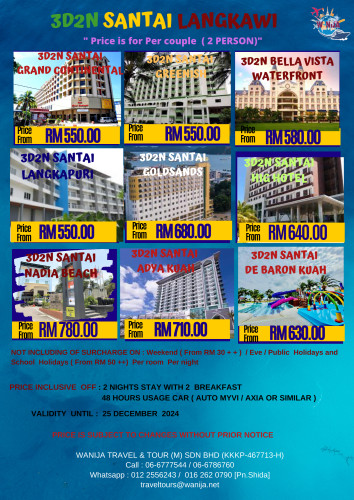 3D2N SANTAI LANGKAWI
" Price is for Per couple ( 2 PERSON)"
3D2N SANTAI
GRAND CONTINENTAL
Price
From
RM 550.00
3D2N SANTAI
GREENISH
Price
From
RM 550.00
3D2N BELLA VISTA
WATERFRONT
Price
From
RM 580.00
3D2N SANTAI
LANGKAPURI
Price
From
RM 550.00
3D2N SANTAI
GOLDSANDS
Price
From
RM 680.00
3D2N SANTAI
HIG HOTEL
Price
From
RM 640.00
3D2N SANTAI
NADIA BEACH
Price
From
RM 780.00
3D2N SANTAI
ADYA KUAH
Price
From
RM 710.00
3D2N SANTAI
DE BARON KUAH
Price
From
RM 630.00
NOT INCLUDING OF SURCHARGE ON : Weekend ( From RM 30 + + ) / Eve / Public Holidays and
School Holidays ( From RM 50 ++) Per room Per night
PRICE INCLUSIVE OFF : 2 NIGHTS STAY WITH 2 BREAKFAST
48 HOURS USAGE CAR ( AUTO MYVI / AXIA OR SIMILAR )
VALIDITY UNTIL : 25 DECEMBER 2024
SUBJECT TO CHANGES WITHOUT PRIOR NOTICE
WANIJA TRAVEL & TOUR (M) SDN BHD (KKKP-467713-H)
Call : 06-6777544 / 06-6786760
Whatsapp : 012 2556243 / 016 262 0790 [Pn.Shida]
traveltours@wanija.net